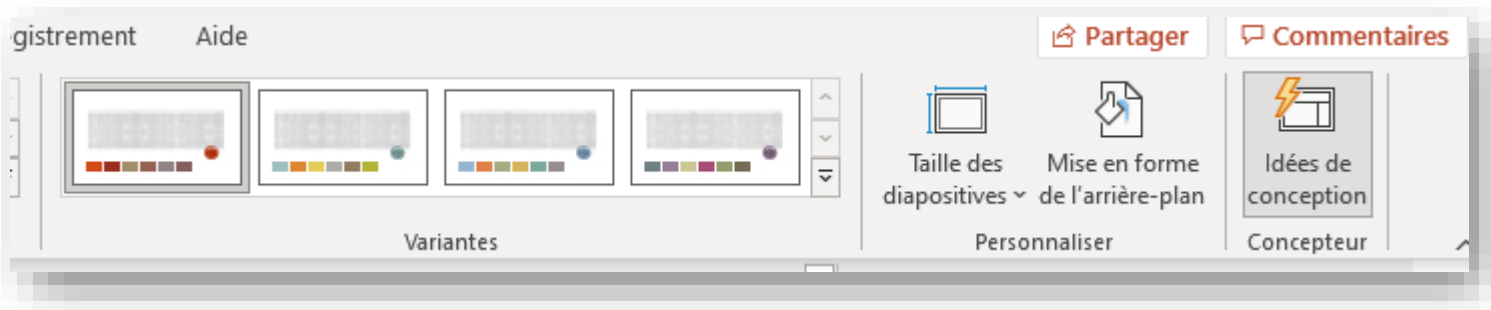 gistrement Aide Partager Commentaires
Taille des
diapositives
Mise en forme
de l'arrière-plan
Idées de
conception
Variantes Personnaliser Concepteur